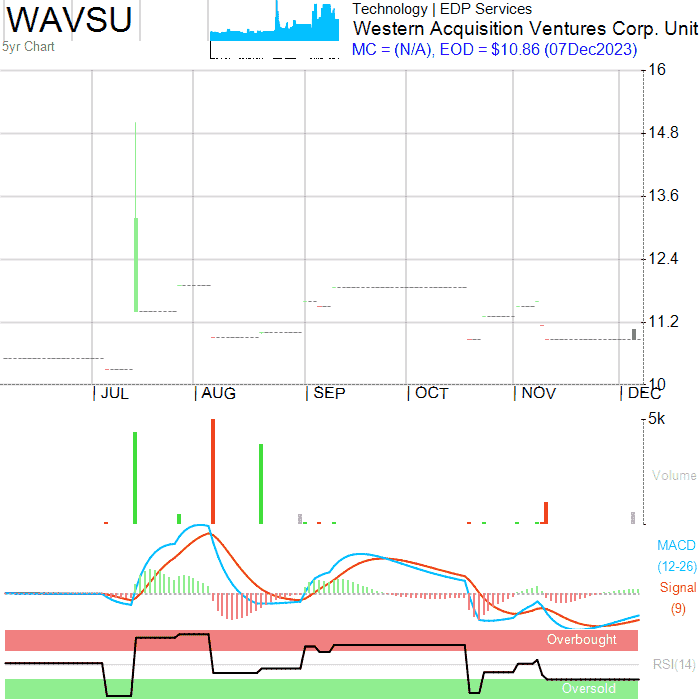 WAVSU
5yr Chart
Technology | EDP Services
Western Acquisition Ventures Corp. Unit
MC = (N/A), EOD = $10.86 (07Dec2023)
16
14.8
13.6
12.4
11.2
10
JUL AUG SEP OCT NOV DEC
5k
Volume
MACD
(12-26)
Signal
(9)
Overbought
RSI(14)
Oversold